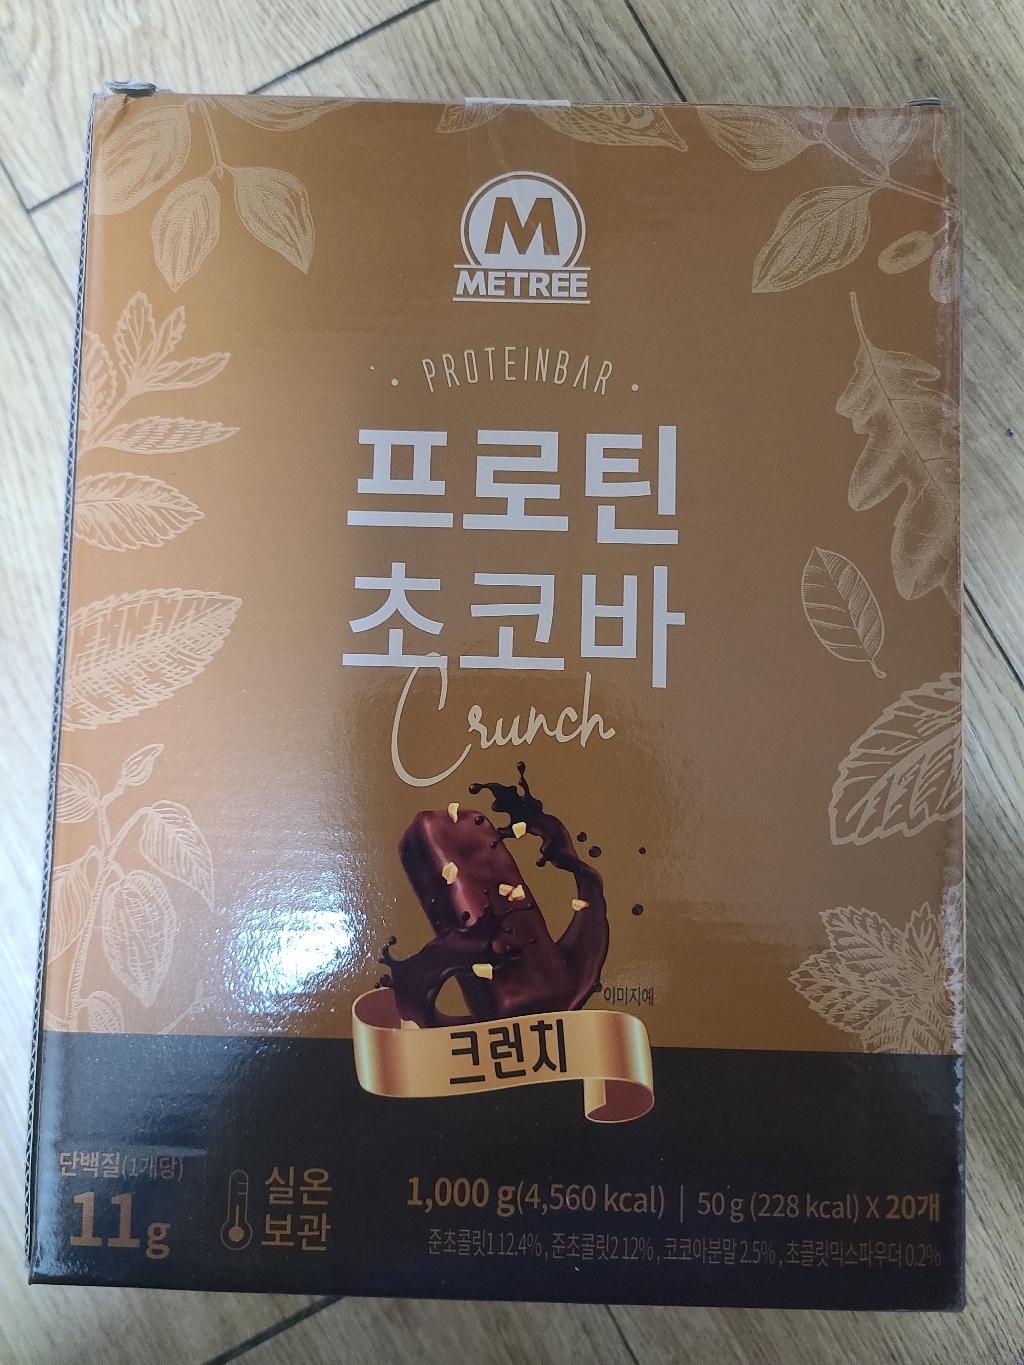 M
METREE
· PROTEINBAR ·
프로틴
초코바
Crunch
이미지예
크런치
단백질(1개당)
11g
실온
보관
1,000 g(4,560 kcal) | 50 g (228 kcal) X 20개
준초콜릿1 12.4%, 준초콜릿2 12%, 코코아분말 2.5%, 초콜릿믹스파우더 0.2%